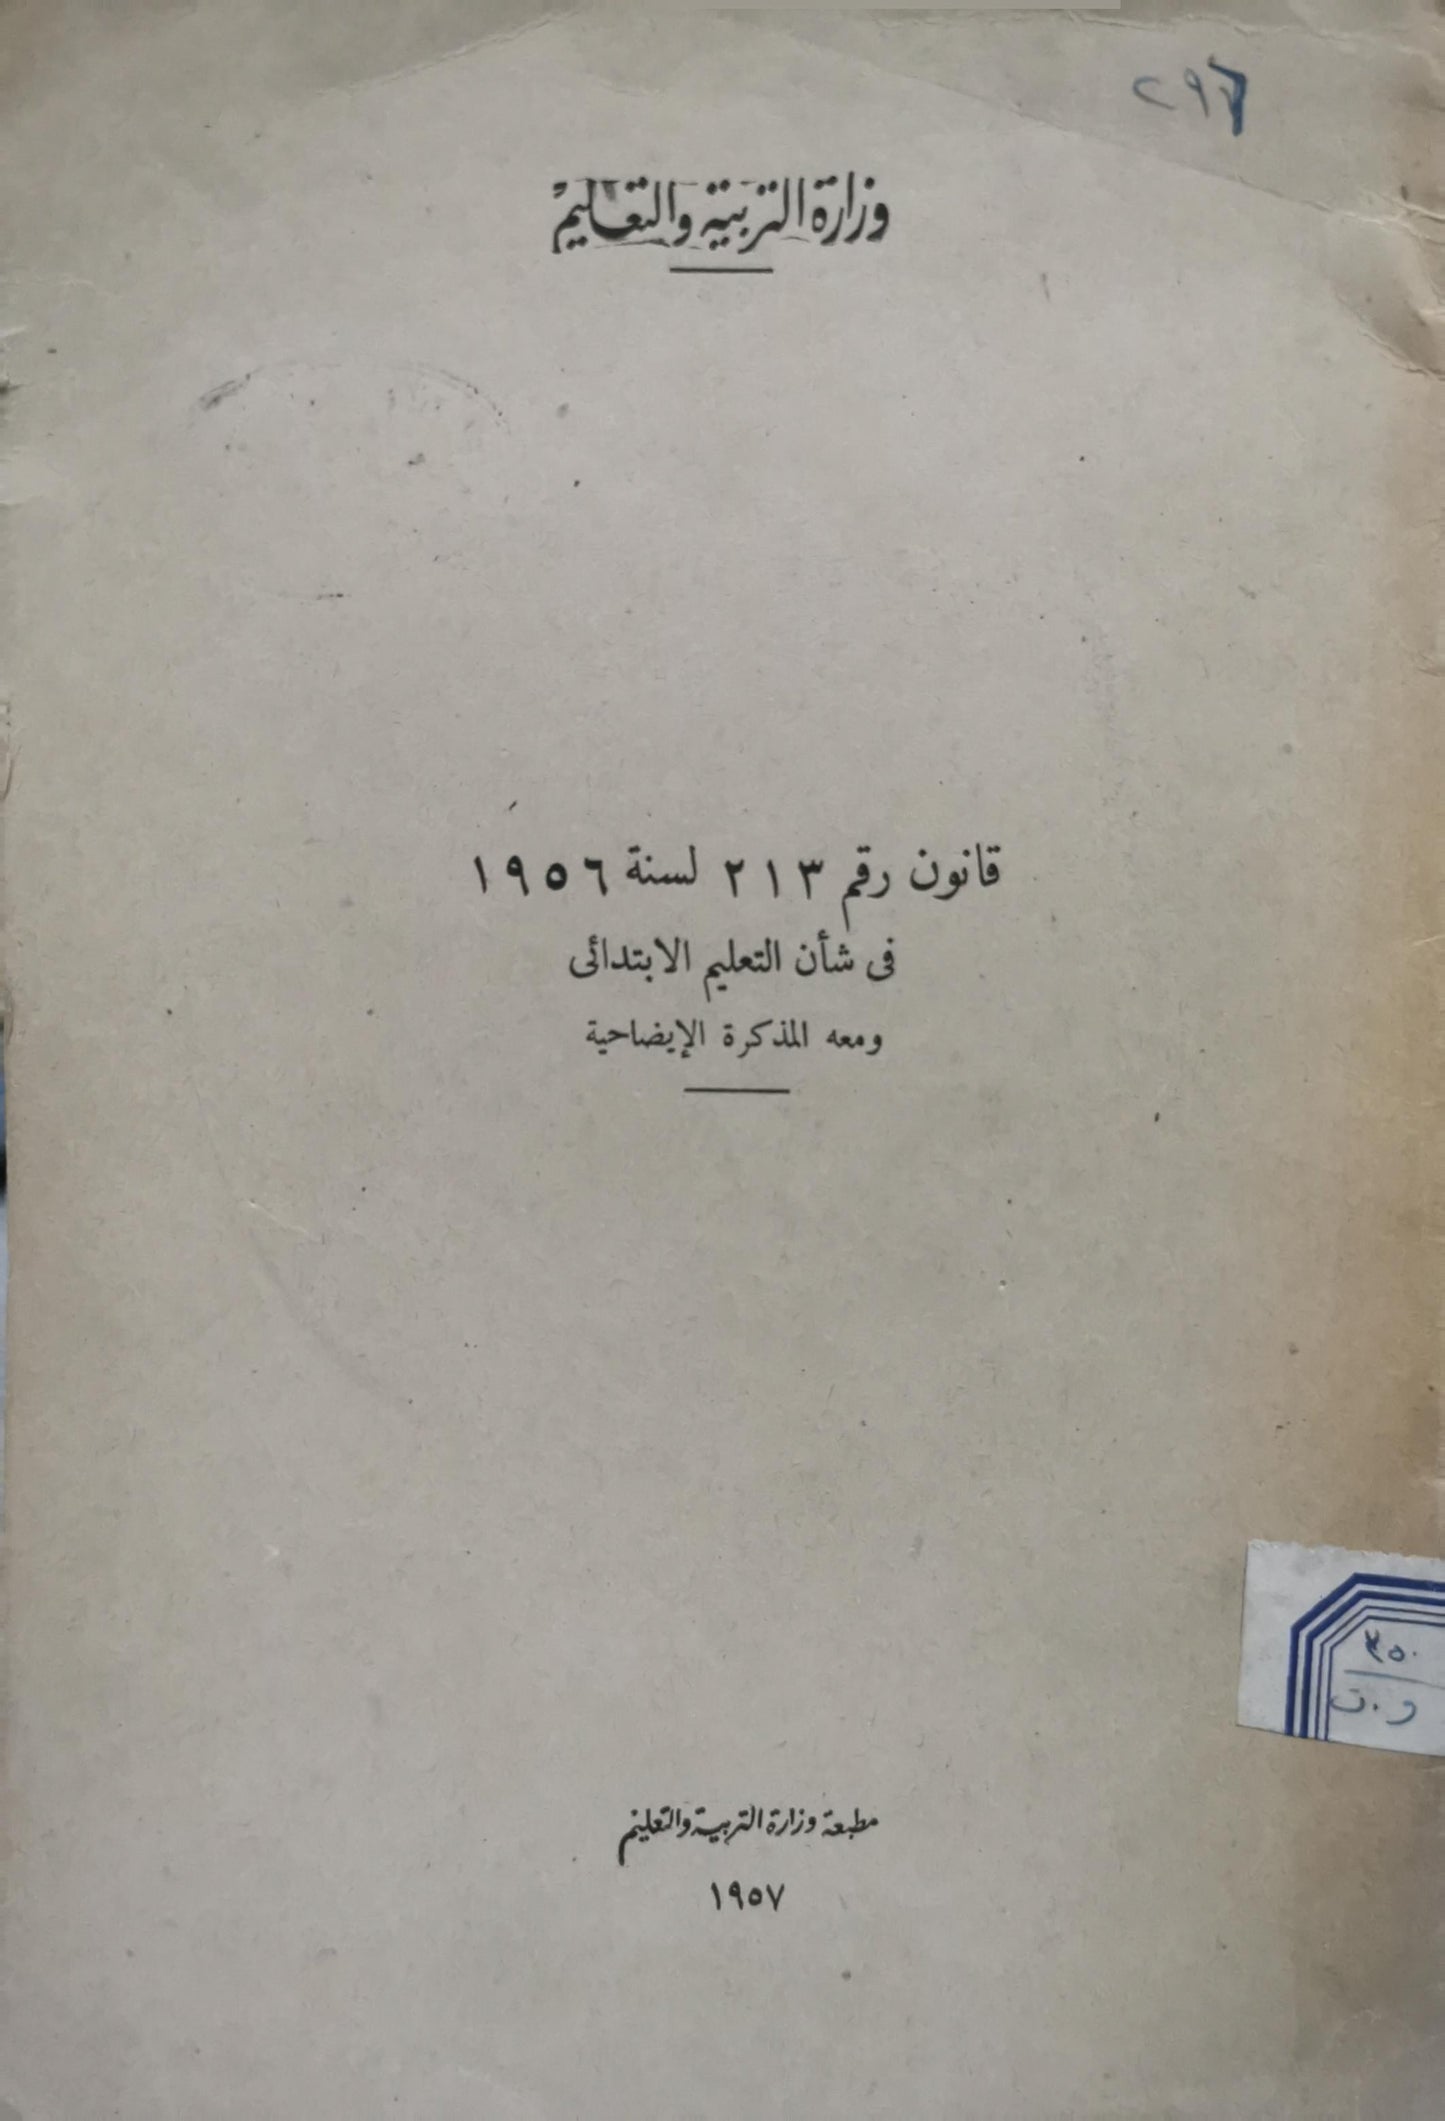 وزارة التربية والتعليم
قانون رقم ٢١٣ لسنة ١٩٥٦
فى شأن التعليم الابتدائى
ومعه المذكرة الإيضاحية
و.ت
مطبعة وزارة التربية والتعليم
١٩٥٧